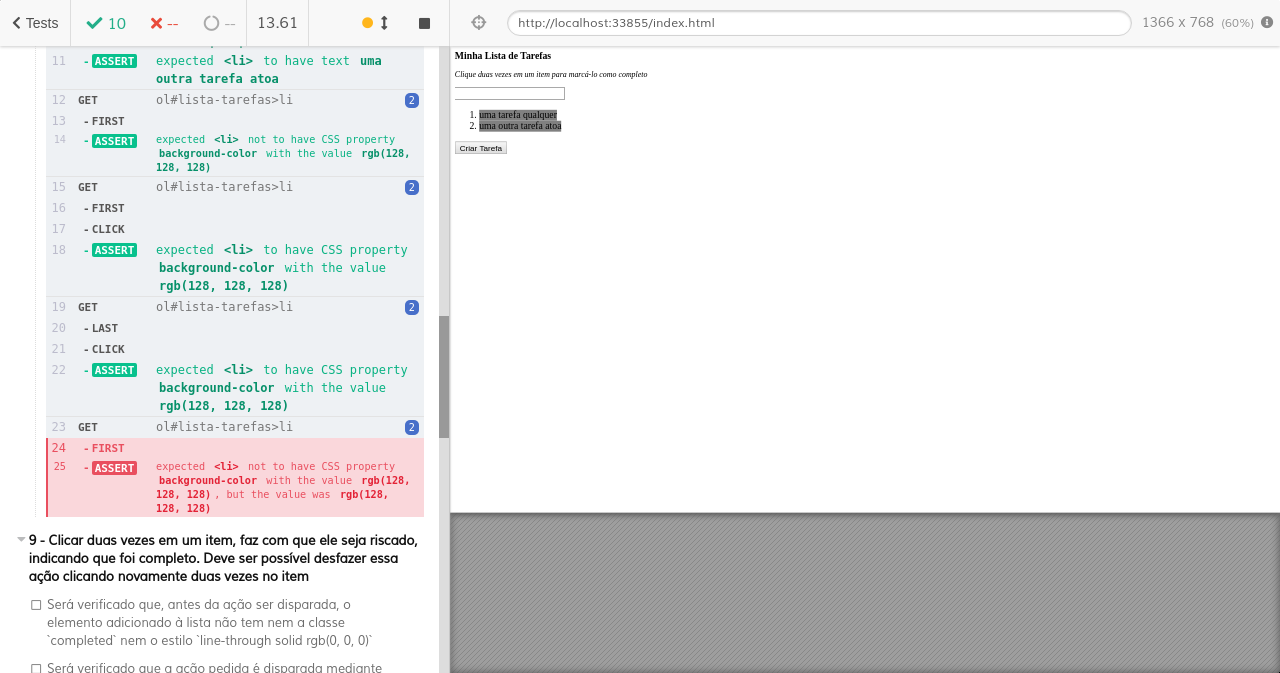 Tests
10
--
--
13.61
http://localhost:33855/index.html
1366 x 768 (60%)
11 - ASSERT expected <li> to have text uma
outra tarefa atoa
12 GET ol#lista-tarefas>li 2
13 - FIRST
14 - ASSERT expected <li> not to have CSS property
background-color with the value rgb(128,
128, 128)
15 GET ol#lista-tarefas>li 2
16 - FIRST
17 - CLICK
18 - ASSERT expected <li> to have CSS property
background-color with the value
rgb(128, 128, 128)
19 GET ol#lista-tarefas>li 2
20 - LAST
21 - CLICK
22 - ASSERT expected <li> to have CSS property
background-color with the value
rgb(128, 128, 128)
23 GET ol#lista-tarefas>li 2
24 - FIRST
25 - ASSERT expected <li> not to have CSS property
background-color with the value rgb(128,
128, 128) , but the value was rgb(128,
128, 128)
9 - Clicar duas vezes em um item, faz com que ele seja riscado,
indicando que foi completo. Deve ser possível desfazer essa
ação clicando novamente duas vezes no item
Será verificado que, antes da ação ser disparada, o
elemento adicionado à lista não tem nem a classe
`completed` nem o estilo `line-through solid rgb(0, 0, 0)`
Será verificado que a ação pedida é disparada mediante
Minha Lista de Tarefas
Clique duas vezes em um item para marcá-lo como completo
1. uma tarefa qualquer
2. uma outra tarefa atoa
Criar Tarefa